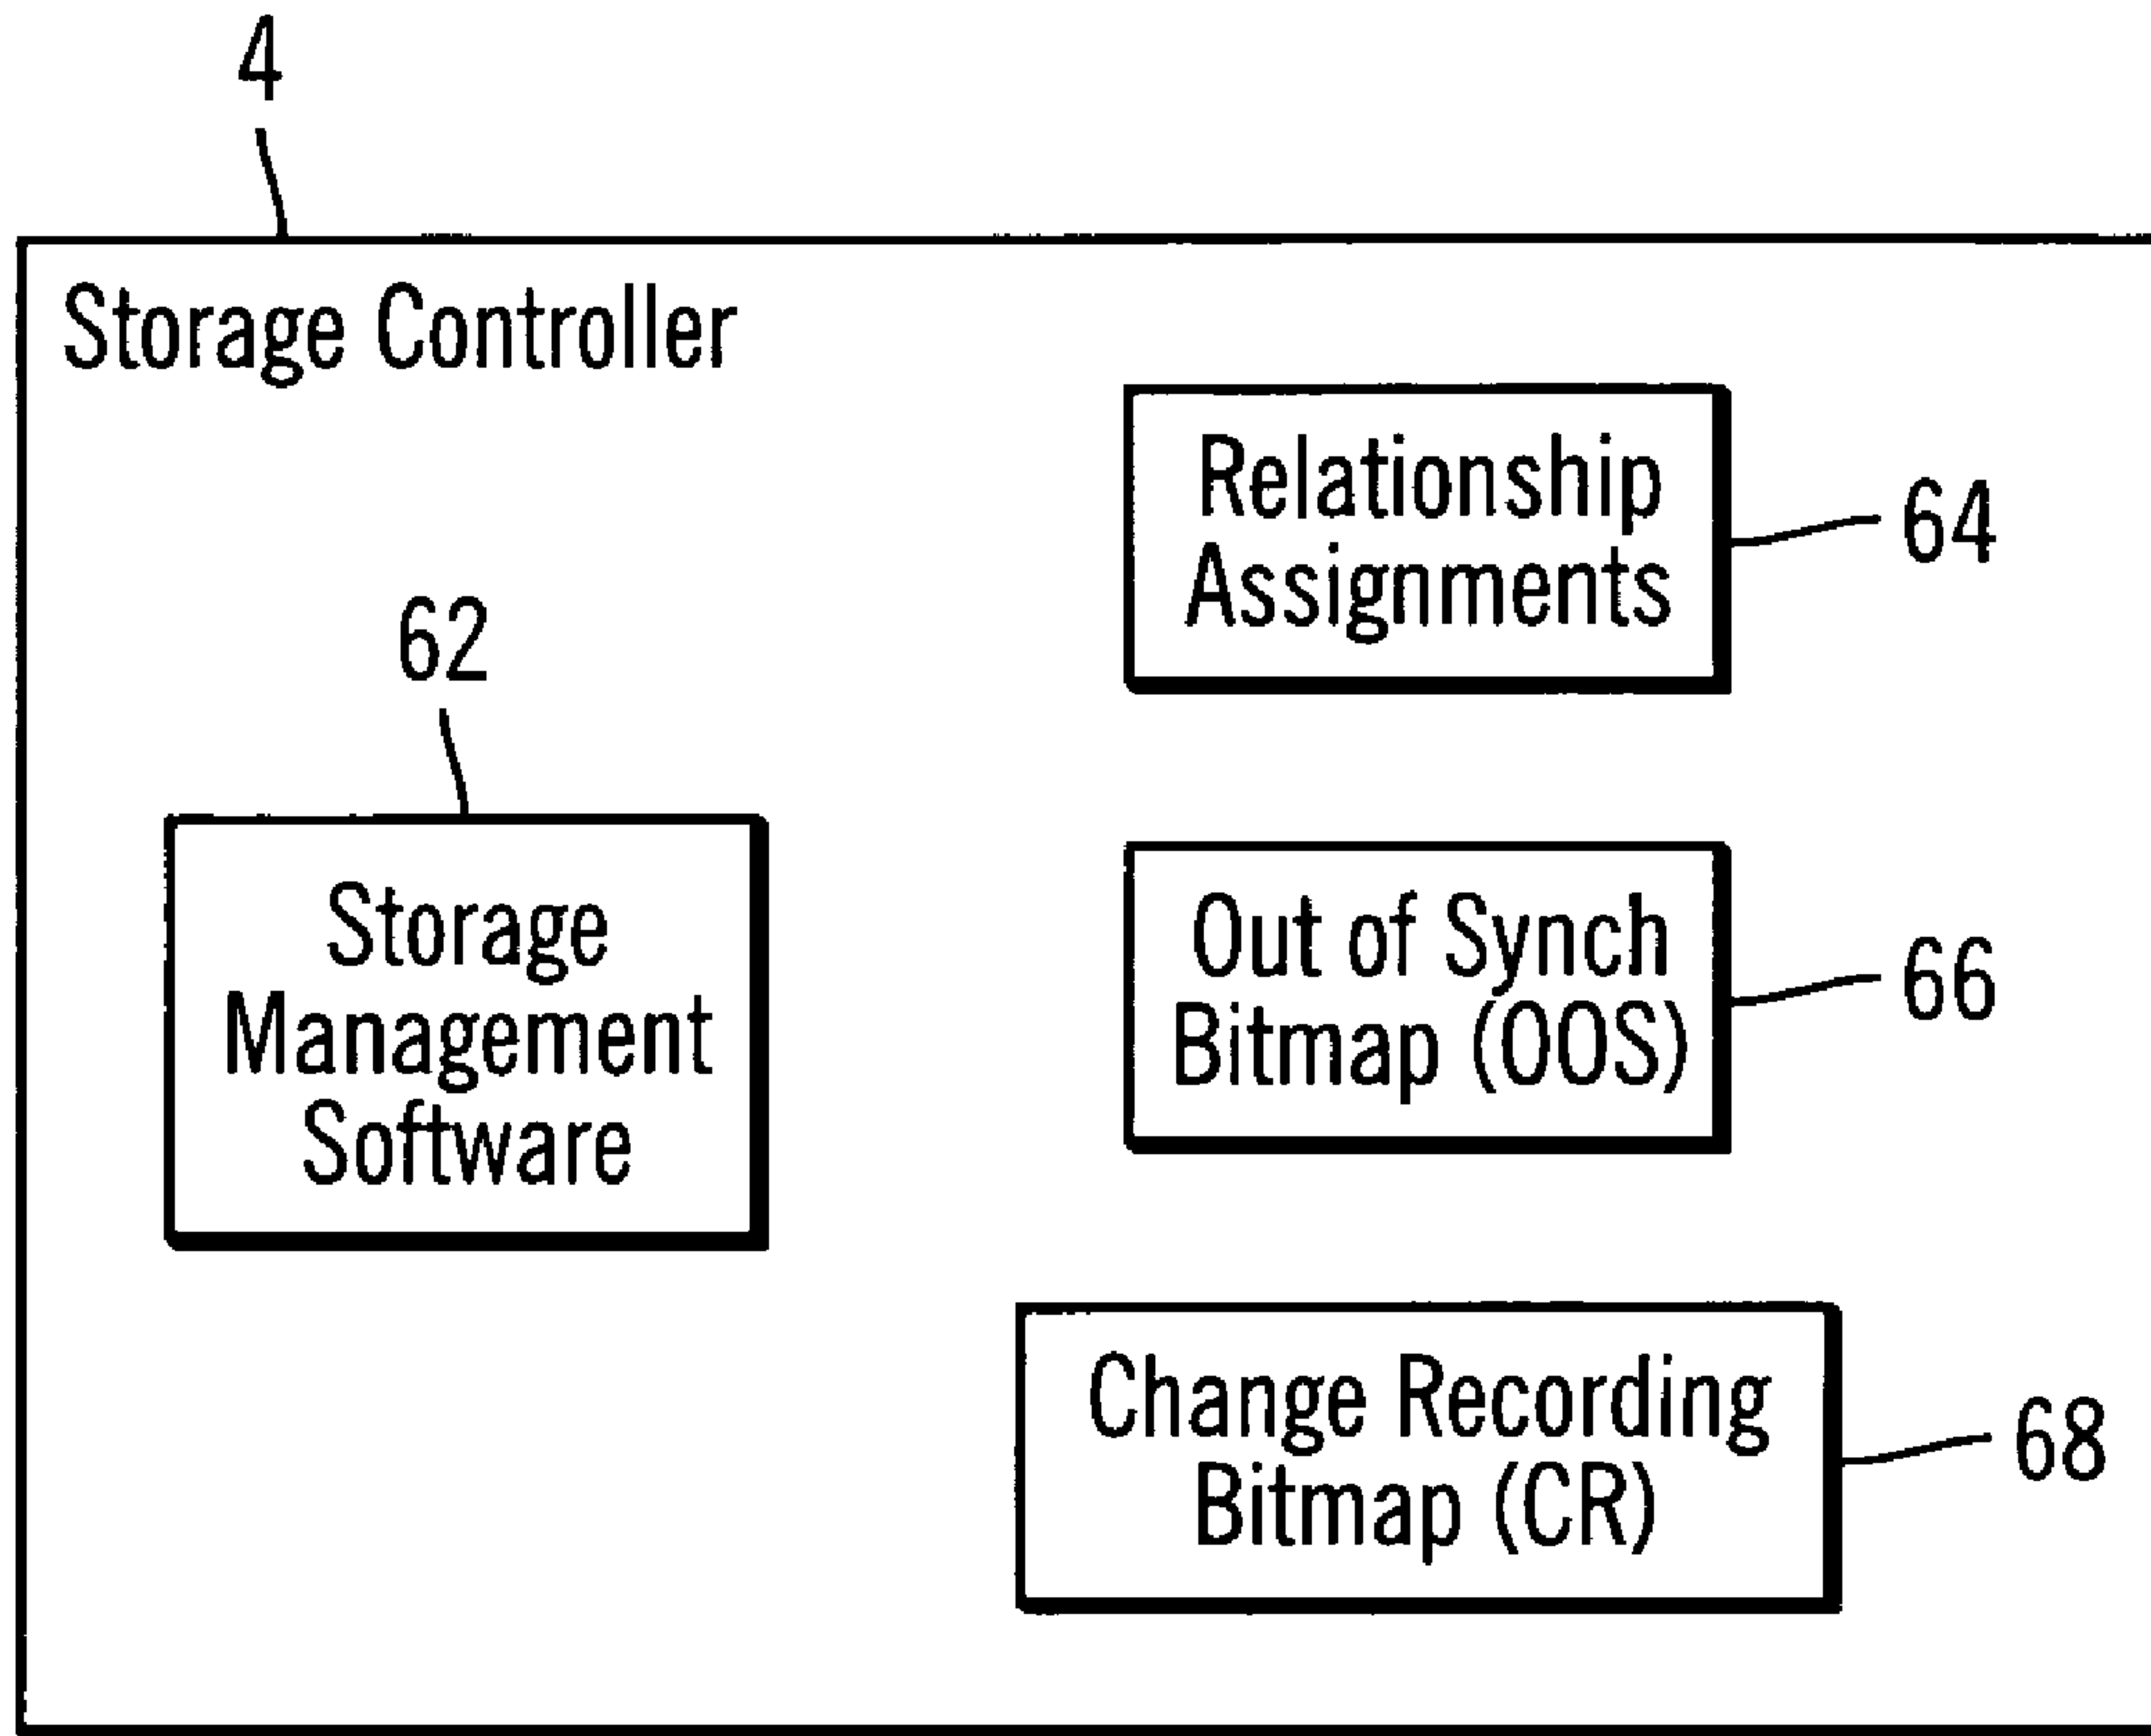 4
Storage Controller
Relationship
Assignments
64
62
Storage
Management
Software
Out of Synch
Bitmap (OOS)
66
Change Recording
Bitmap (CR)
68